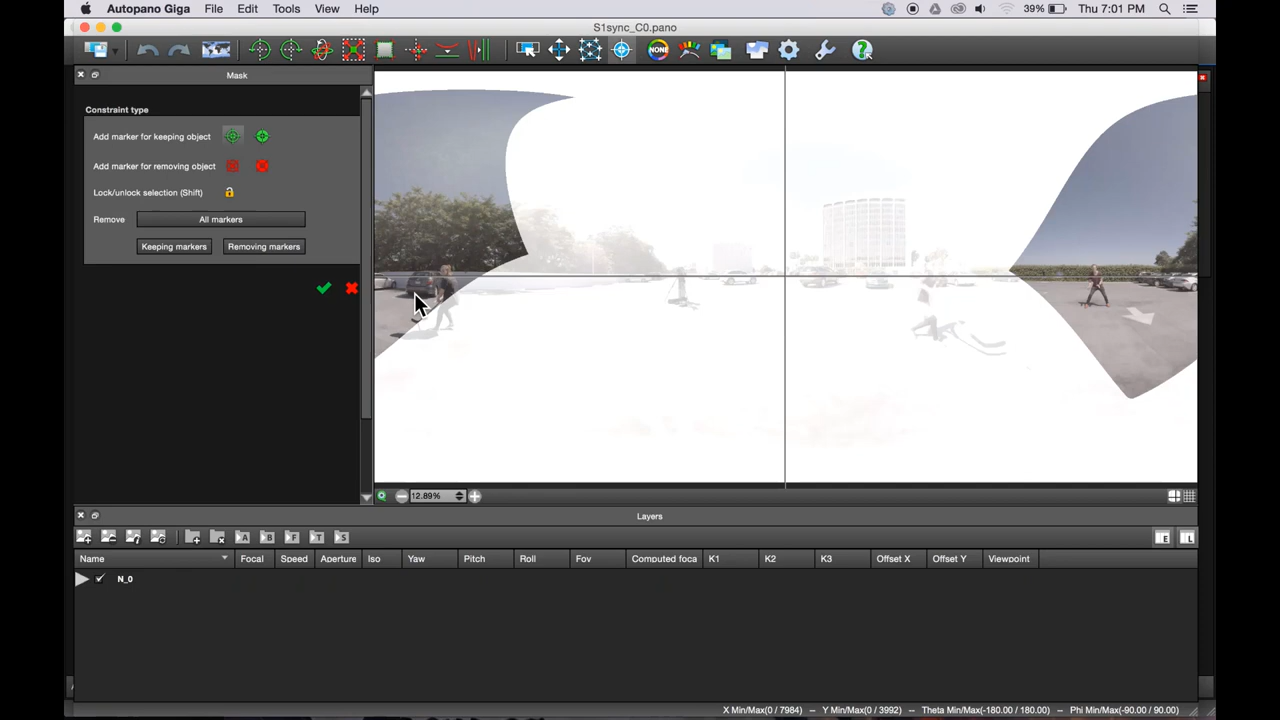 Autopano Giga File Edit Tools View Help 39% Thu 7:01 PM
S1sync_C0.pano
NONE
Mask
Constraint type
Add marker for keeping object
Add marker for removing object
Lock/unlock selection (Shift)
Remove All markers
Keeping markers Removing markers
12.89%
Layers
A B F T S E L
Name Focal Speed Aperture Iso Yaw Pitch Roll Fov Computed foca K1 K2 K3 Offset X Offset Y Viewpoint
N_0
X Min/Max(0 / 7984) -- Y Min/Max(0 / 3992) -- Theta Min/Max(-180.00 / 180.00) -- Phi Min/Max(-90.00 / 90.00)